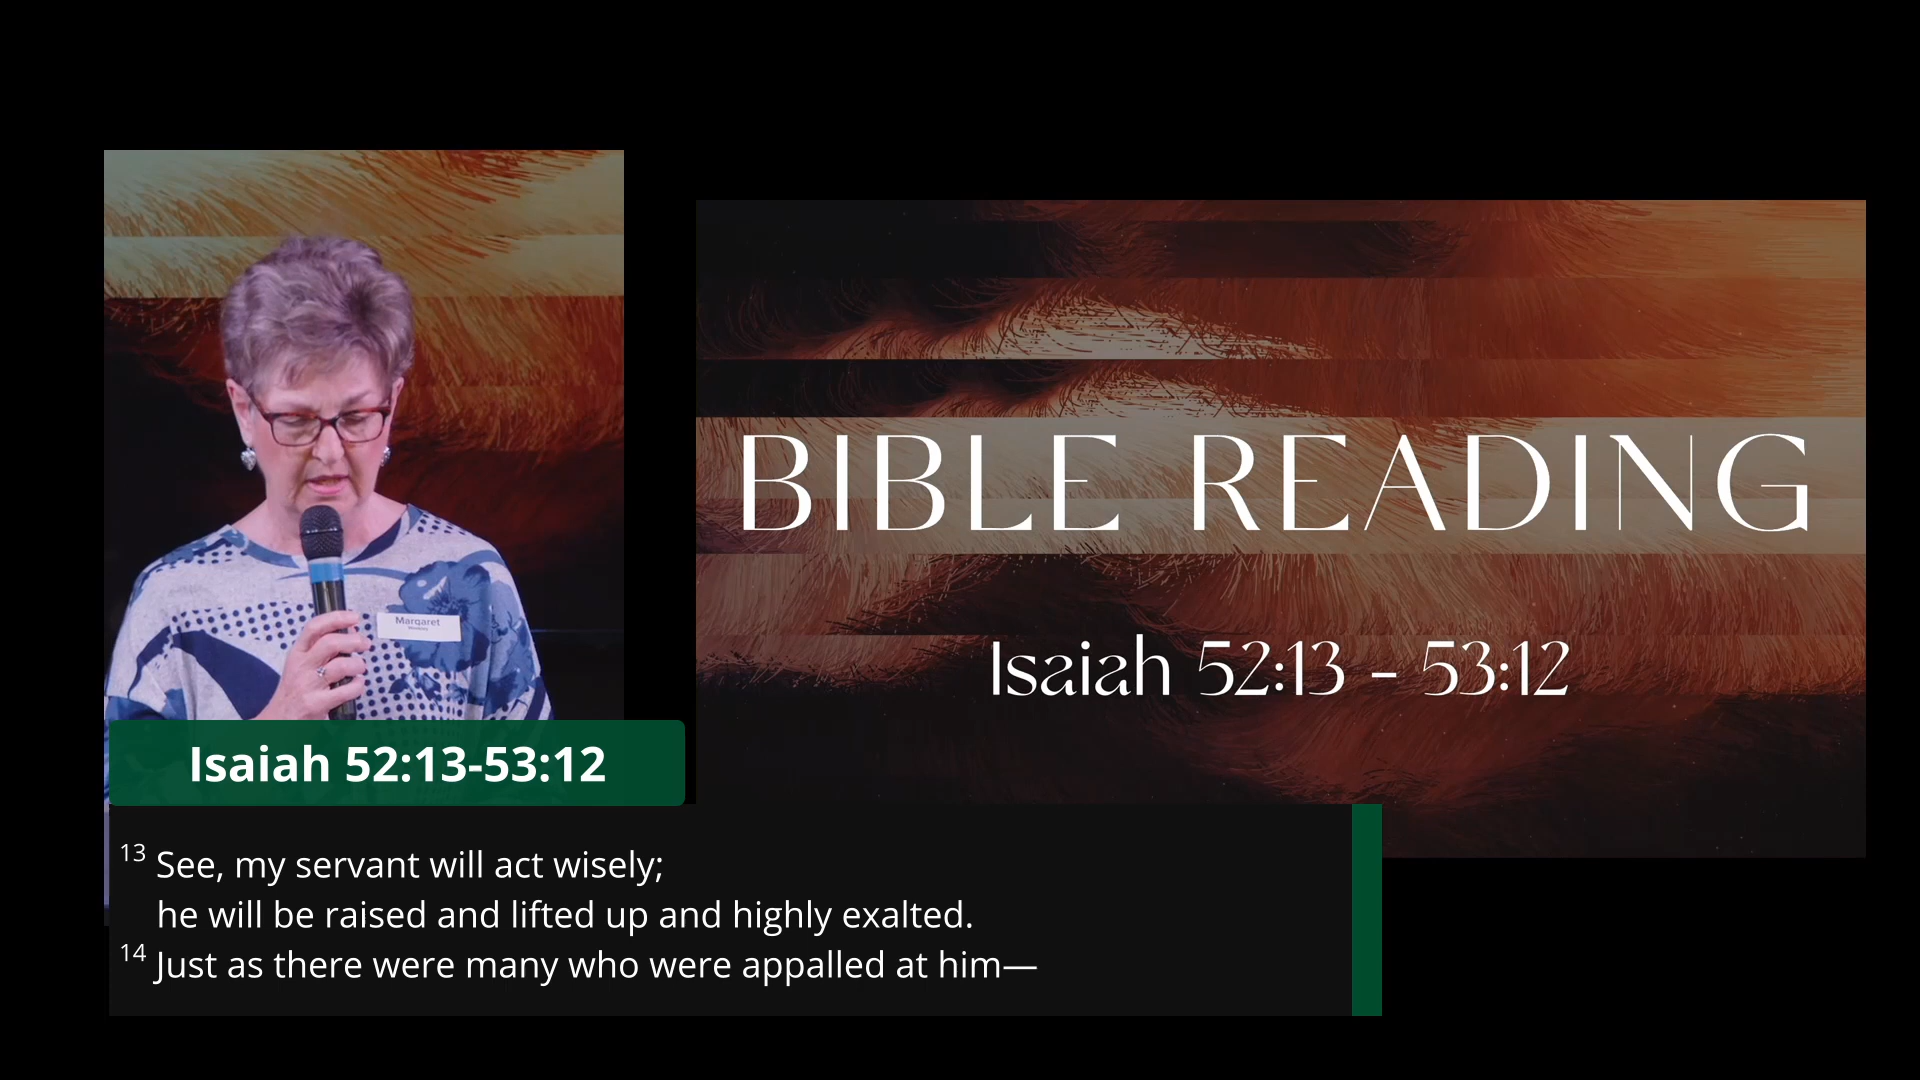 Margaret
BIBLE READING
Isaiah 52:13 – 53:12
Isaiah 52:13-53:12
13 See, my servant will act wisely;
he will be raised and lifted up and highly exalted.
14 Just as there were many who were appalled at him—